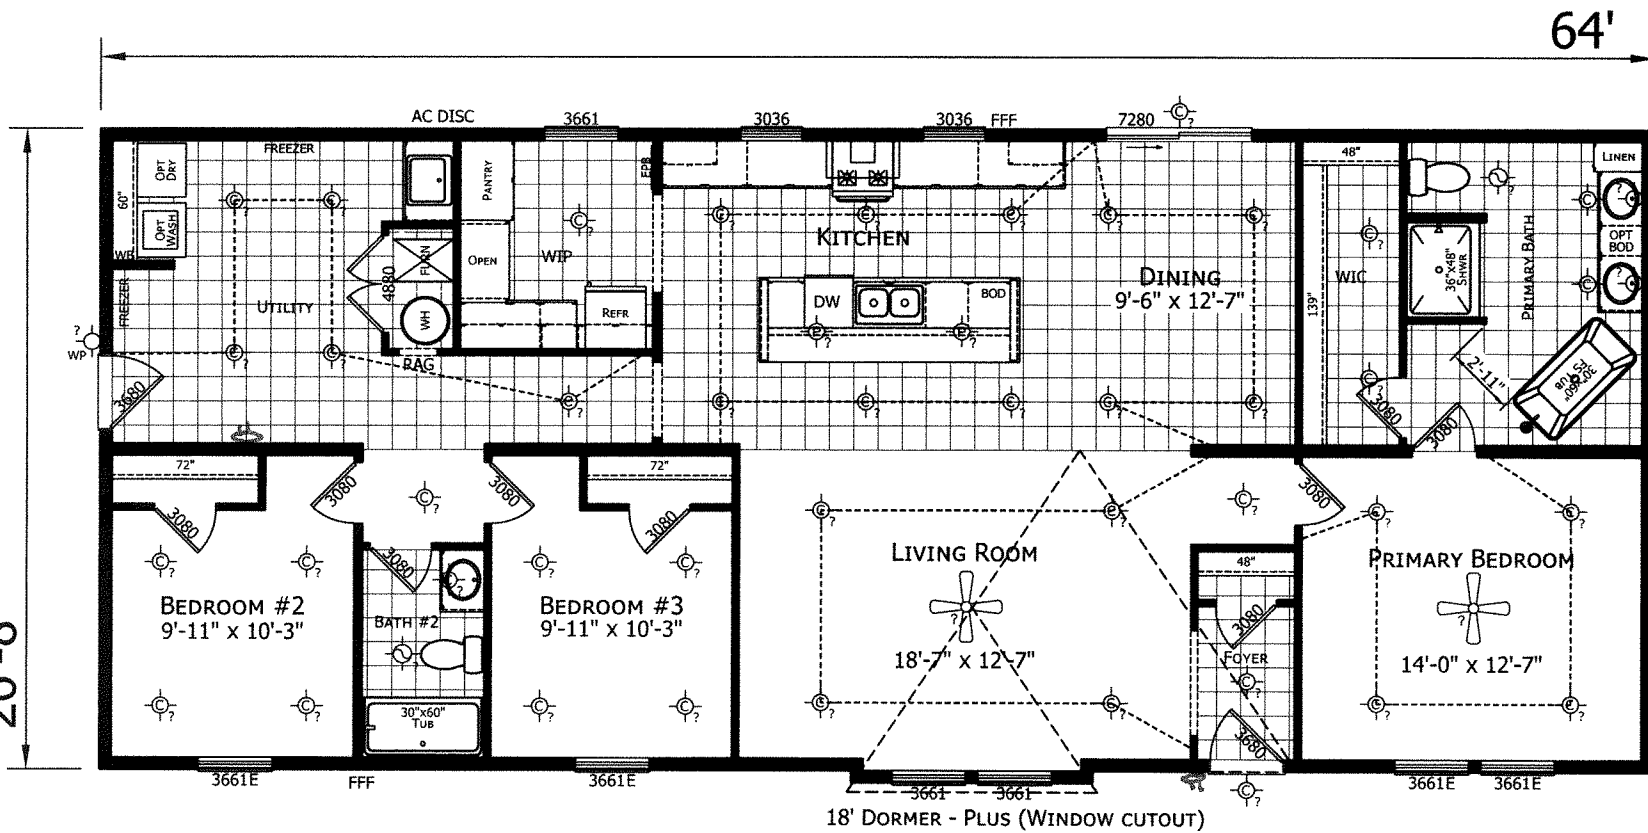 64'
AC DISC
3661
3036
3036
FFF
7280
C
?
FREEZER
OPT DRY
60"
OPT WASH
WB
FREEZER
UTILITY
4880
FURN
WH
RAG
PANTRY
OPEN
WIP
EPB
REFR
KITCHEN
DW
BOD
DINING
9'-6" x 12'-7"
48"
WIC
139"
36"x48" SHWR
PRIMARY BATH
LINEN
OPT BOD
2'-11"
30"x60" FS TUB
3080
3080
?
WP
3680
72"
3080
3080
3080
72"
3080
3080
BEDROOM #2
9'-11" x 10'-3"
BATH #2
30"x60" TUB
BEDROOM #3
9'-11" x 10'-3"
LIVING ROOM
18'-7" x 12'-7"
48"
3080
FOYER
3680
3080
PRIMARY BEDROOM
14'-0" x 12'-7"
3661E
FFF
3661E
3661
3661
3661E
3661E
18' DORMER - PLUS (WINDOW CUTOUT)